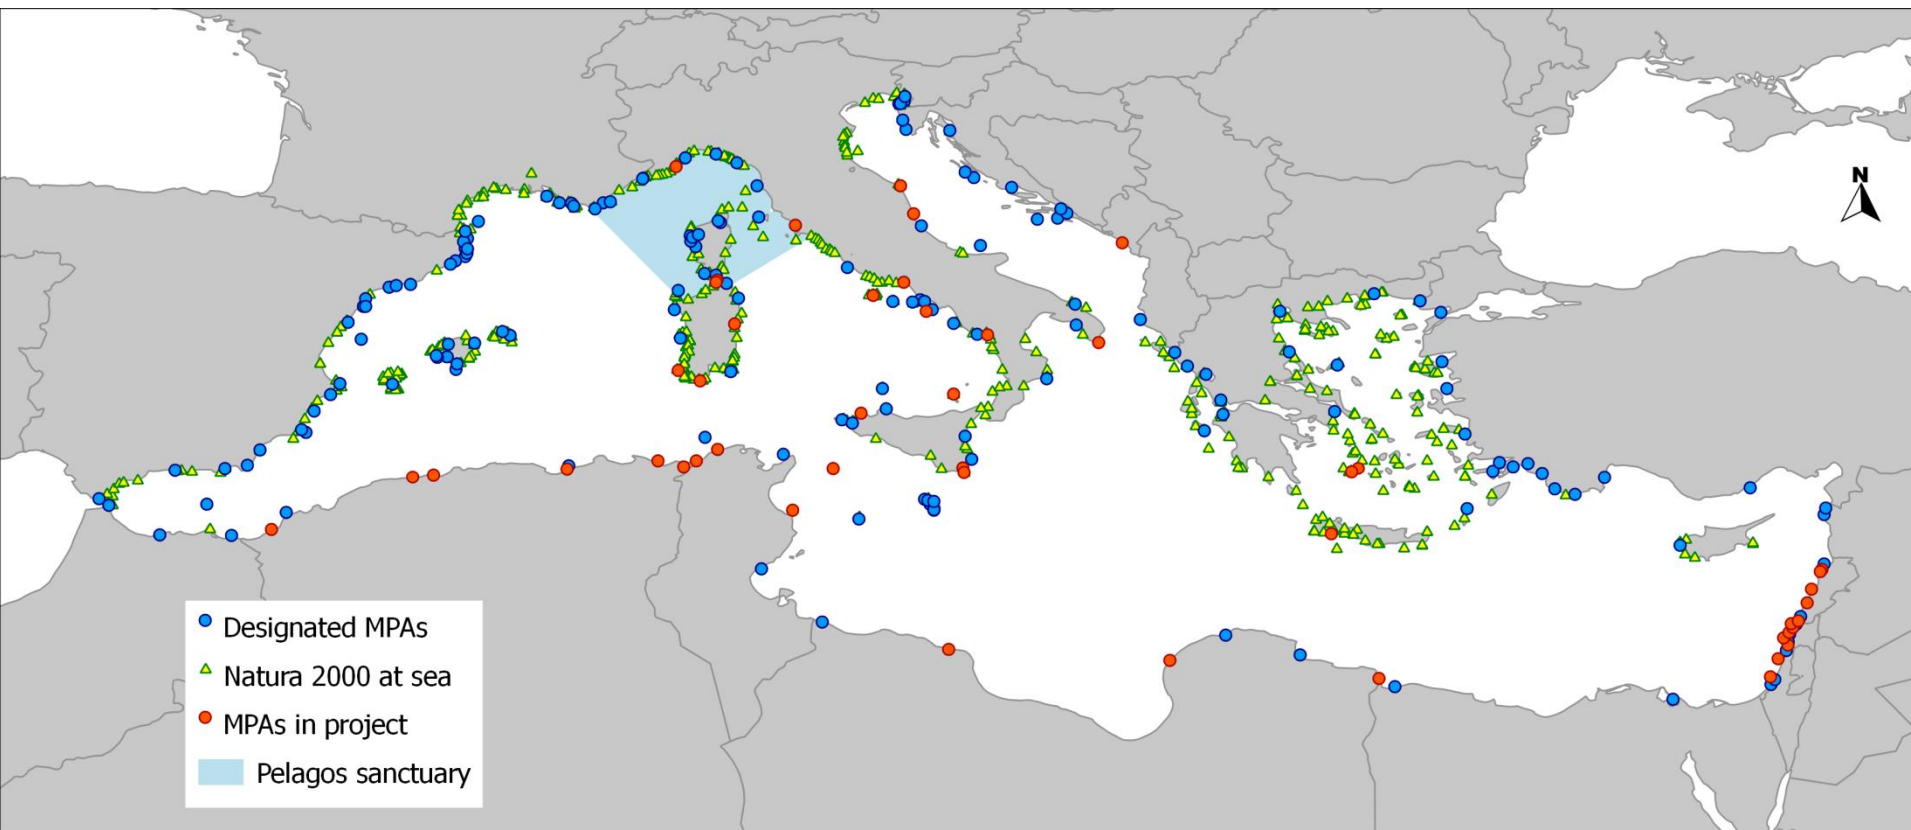 N
Designated MPAs
Natura 2000 at sea
MPAs in project
Pelagos sanctuary